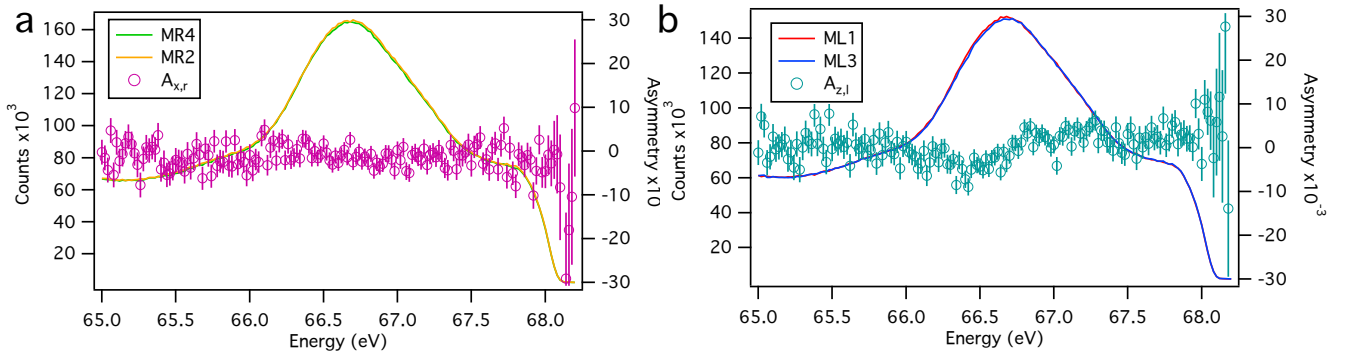 a
MR4
MR2
A_x,r
160
140
120
100
80
60
40
20
Counts x10^3
30
20
10
0
-10
-20
-30
Asymmetry x10
65.0 65.5 66.0 66.5 67.0 67.5 68.0
Energy (eV)
b
ML1
ML3
A_z,l
140
120
100
80
60
40
20
Counts x10^3
30
20
10
0
-10
-20
-30
Asymmetry x10^-3
65.0 65.5 66.0 66.5 67.0 67.5 68.0
Energy (eV)